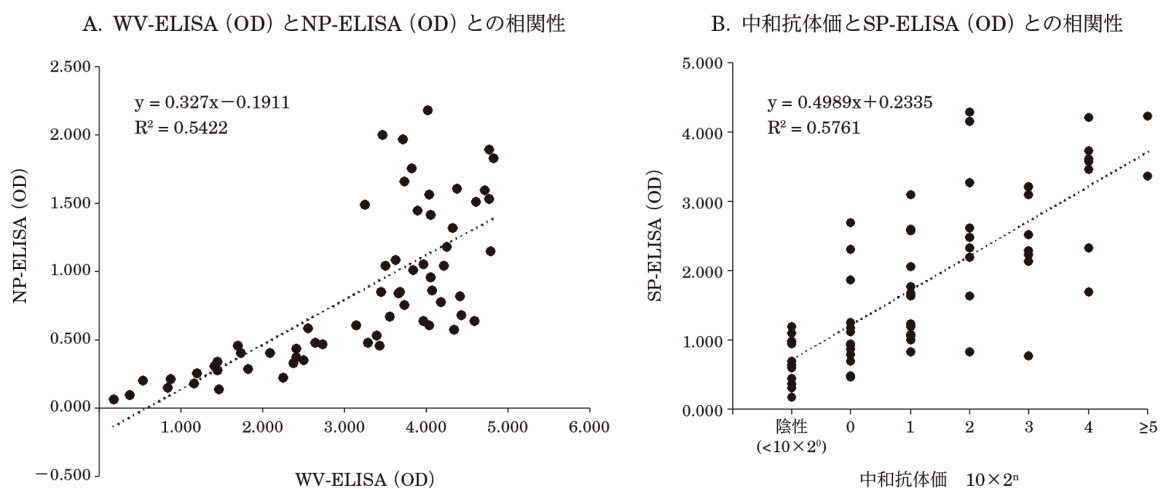 A. WV-ELISA (OD) とNP-ELISA (OD) との相関性
2.500
2.000
1.500
1.000
0.500
0.000
−0.500
NP-ELISA (OD)
y = 0.327x−0.1911
R² = 0.5422
1.000 2.000 3.000 4.000 5.000 6.000
WV-ELISA (OD)
B. 中和抗体価とSP-ELISA (OD) との相関性
5.000
4.000
3.000
2.000
1.000
0.000
SP-ELISA (OD)
y = 0.4989x+0.2335
R² = 0.5761
陰性 0 1 2 3 4 ≥5
(<10×2⁰)
中和抗体価 10×2ⁿ